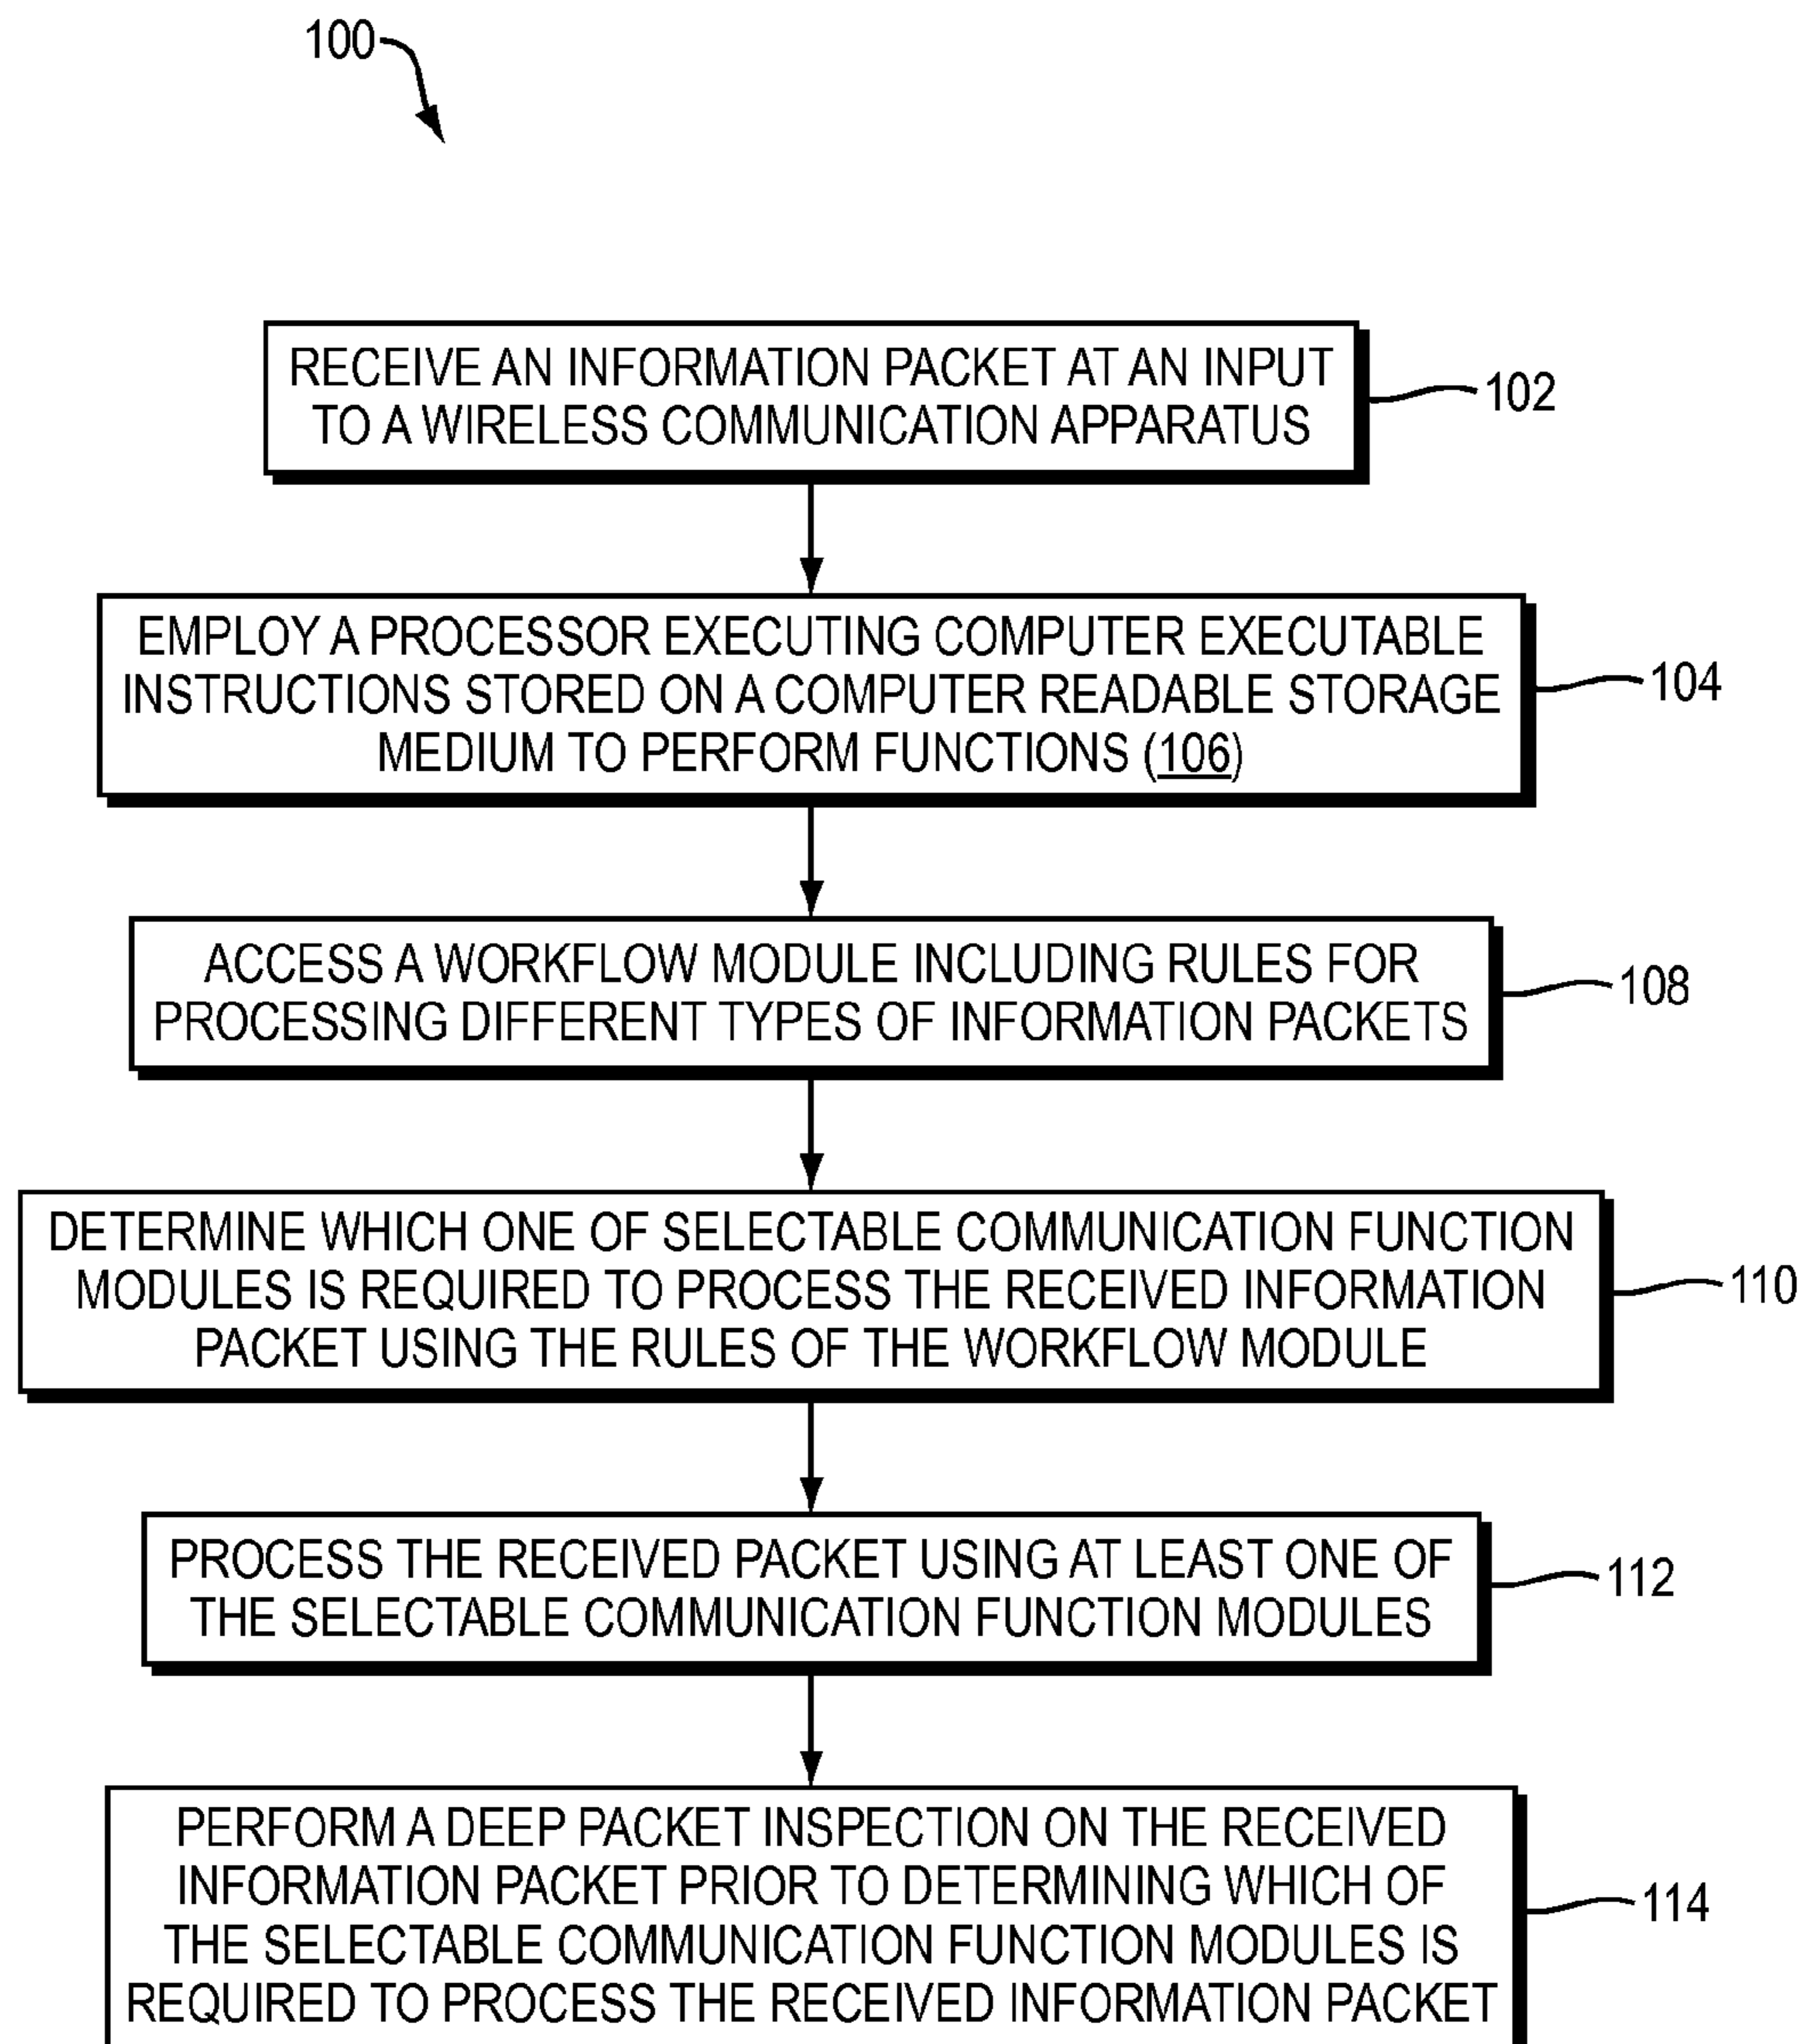 100
RECEIVE AN INFORMATION PACKET AT AN INPUT
TO A WIRELESS COMMUNICATION APPARATUS
102
EMPLOY A PROCESSOR EXECUTING COMPUTER EXECUTABLE
INSTRUCTIONS STORED ON A COMPUTER READABLE STORAGE
MEDIUM TO PERFORM FUNCTIONS (106)
104
ACCESS A WORKFLOW MODULE INCLUDING RULES FOR
PROCESSING DIFFERENT TYPES OF INFORMATION PACKETS
108
DETERMINE WHICH ONE OF SELECTABLE COMMUNICATION FUNCTION
MODULES IS REQUIRED TO PROCESS THE RECEIVED INFORMATION
PACKET USING THE RULES OF THE WORKFLOW MODULE
110
PROCESS THE RECEIVED PACKET USING AT LEAST ONE OF
THE SELECTABLE COMMUNICATION FUNCTION MODULES
112
PERFORM A DEEP PACKET INSPECTION ON THE RECEIVED
INFORMATION PACKET PRIOR TO DETERMINING WHICH OF
THE SELECTABLE COMMUNICATION FUNCTION MODULES IS
REQUIRED TO PROCESS THE RECEIVED INFORMATION PACKET
114